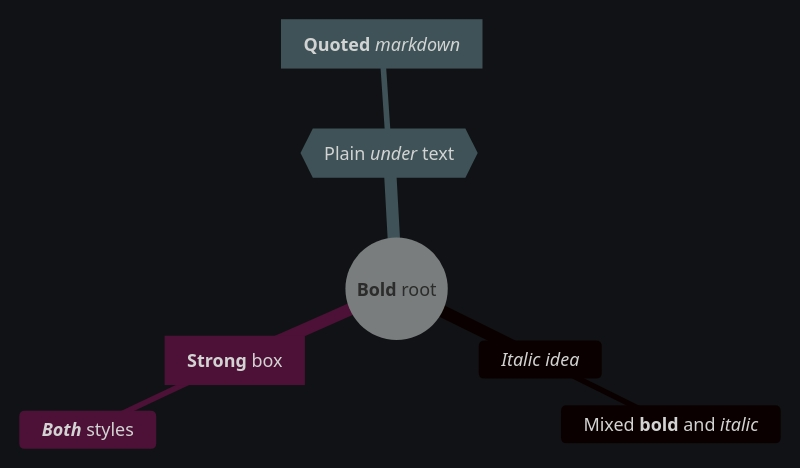 Quoted markdown
Plain under text
Bold root
Strong box
Italic idea
Both styles
Mixed bold and italic